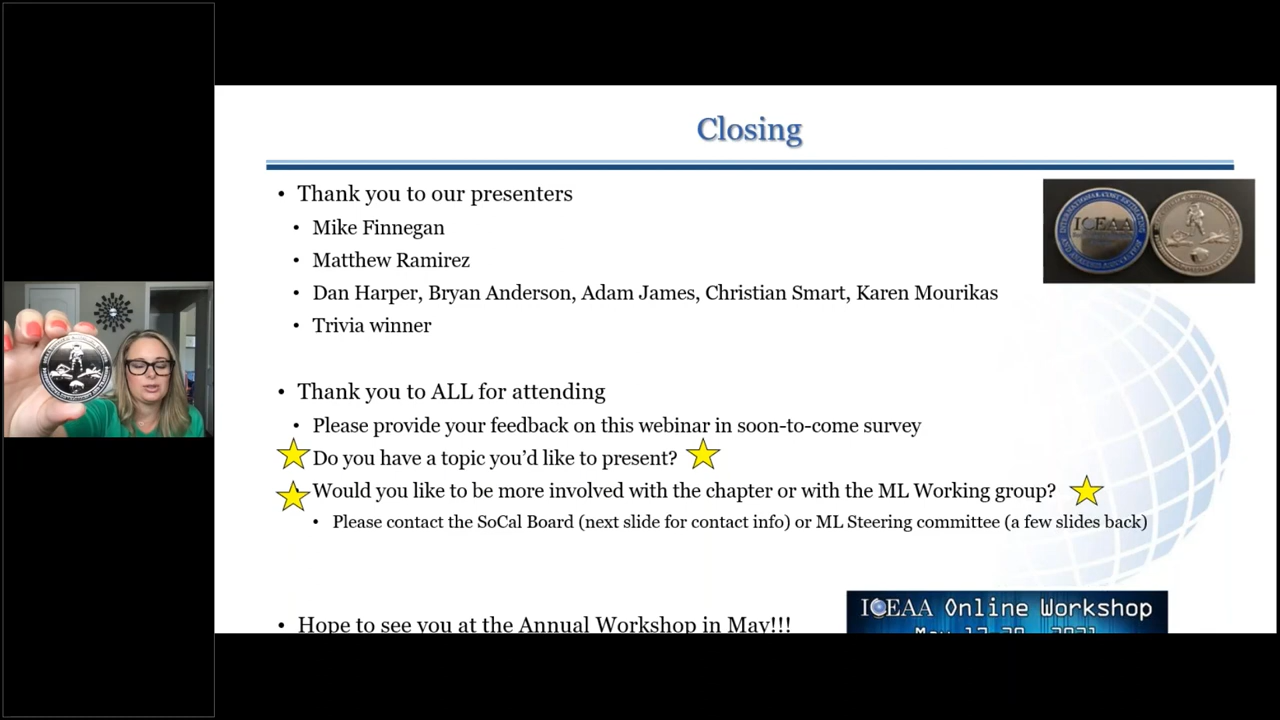 Closing
Thank you to our presenters
Mike Finnegan
Matthew Ramirez
Dan Harper, Bryan Anderson, Adam James, Christian Smart, Karen Mourikas
Trivia winner
ICEAA
Thank you to ALL for attending
Please provide your feedback on this webinar in soon-to-come survey
Do you have a topic you’d like to present?
Would you like to be more involved with the chapter or with the ML Working group?
Please contact the SoCal Board (next slide for contact info) or ML Steering committee (a few slides back)
Hope to see you at the Annual Workshop in May!!!
ICEAA Online Workshop